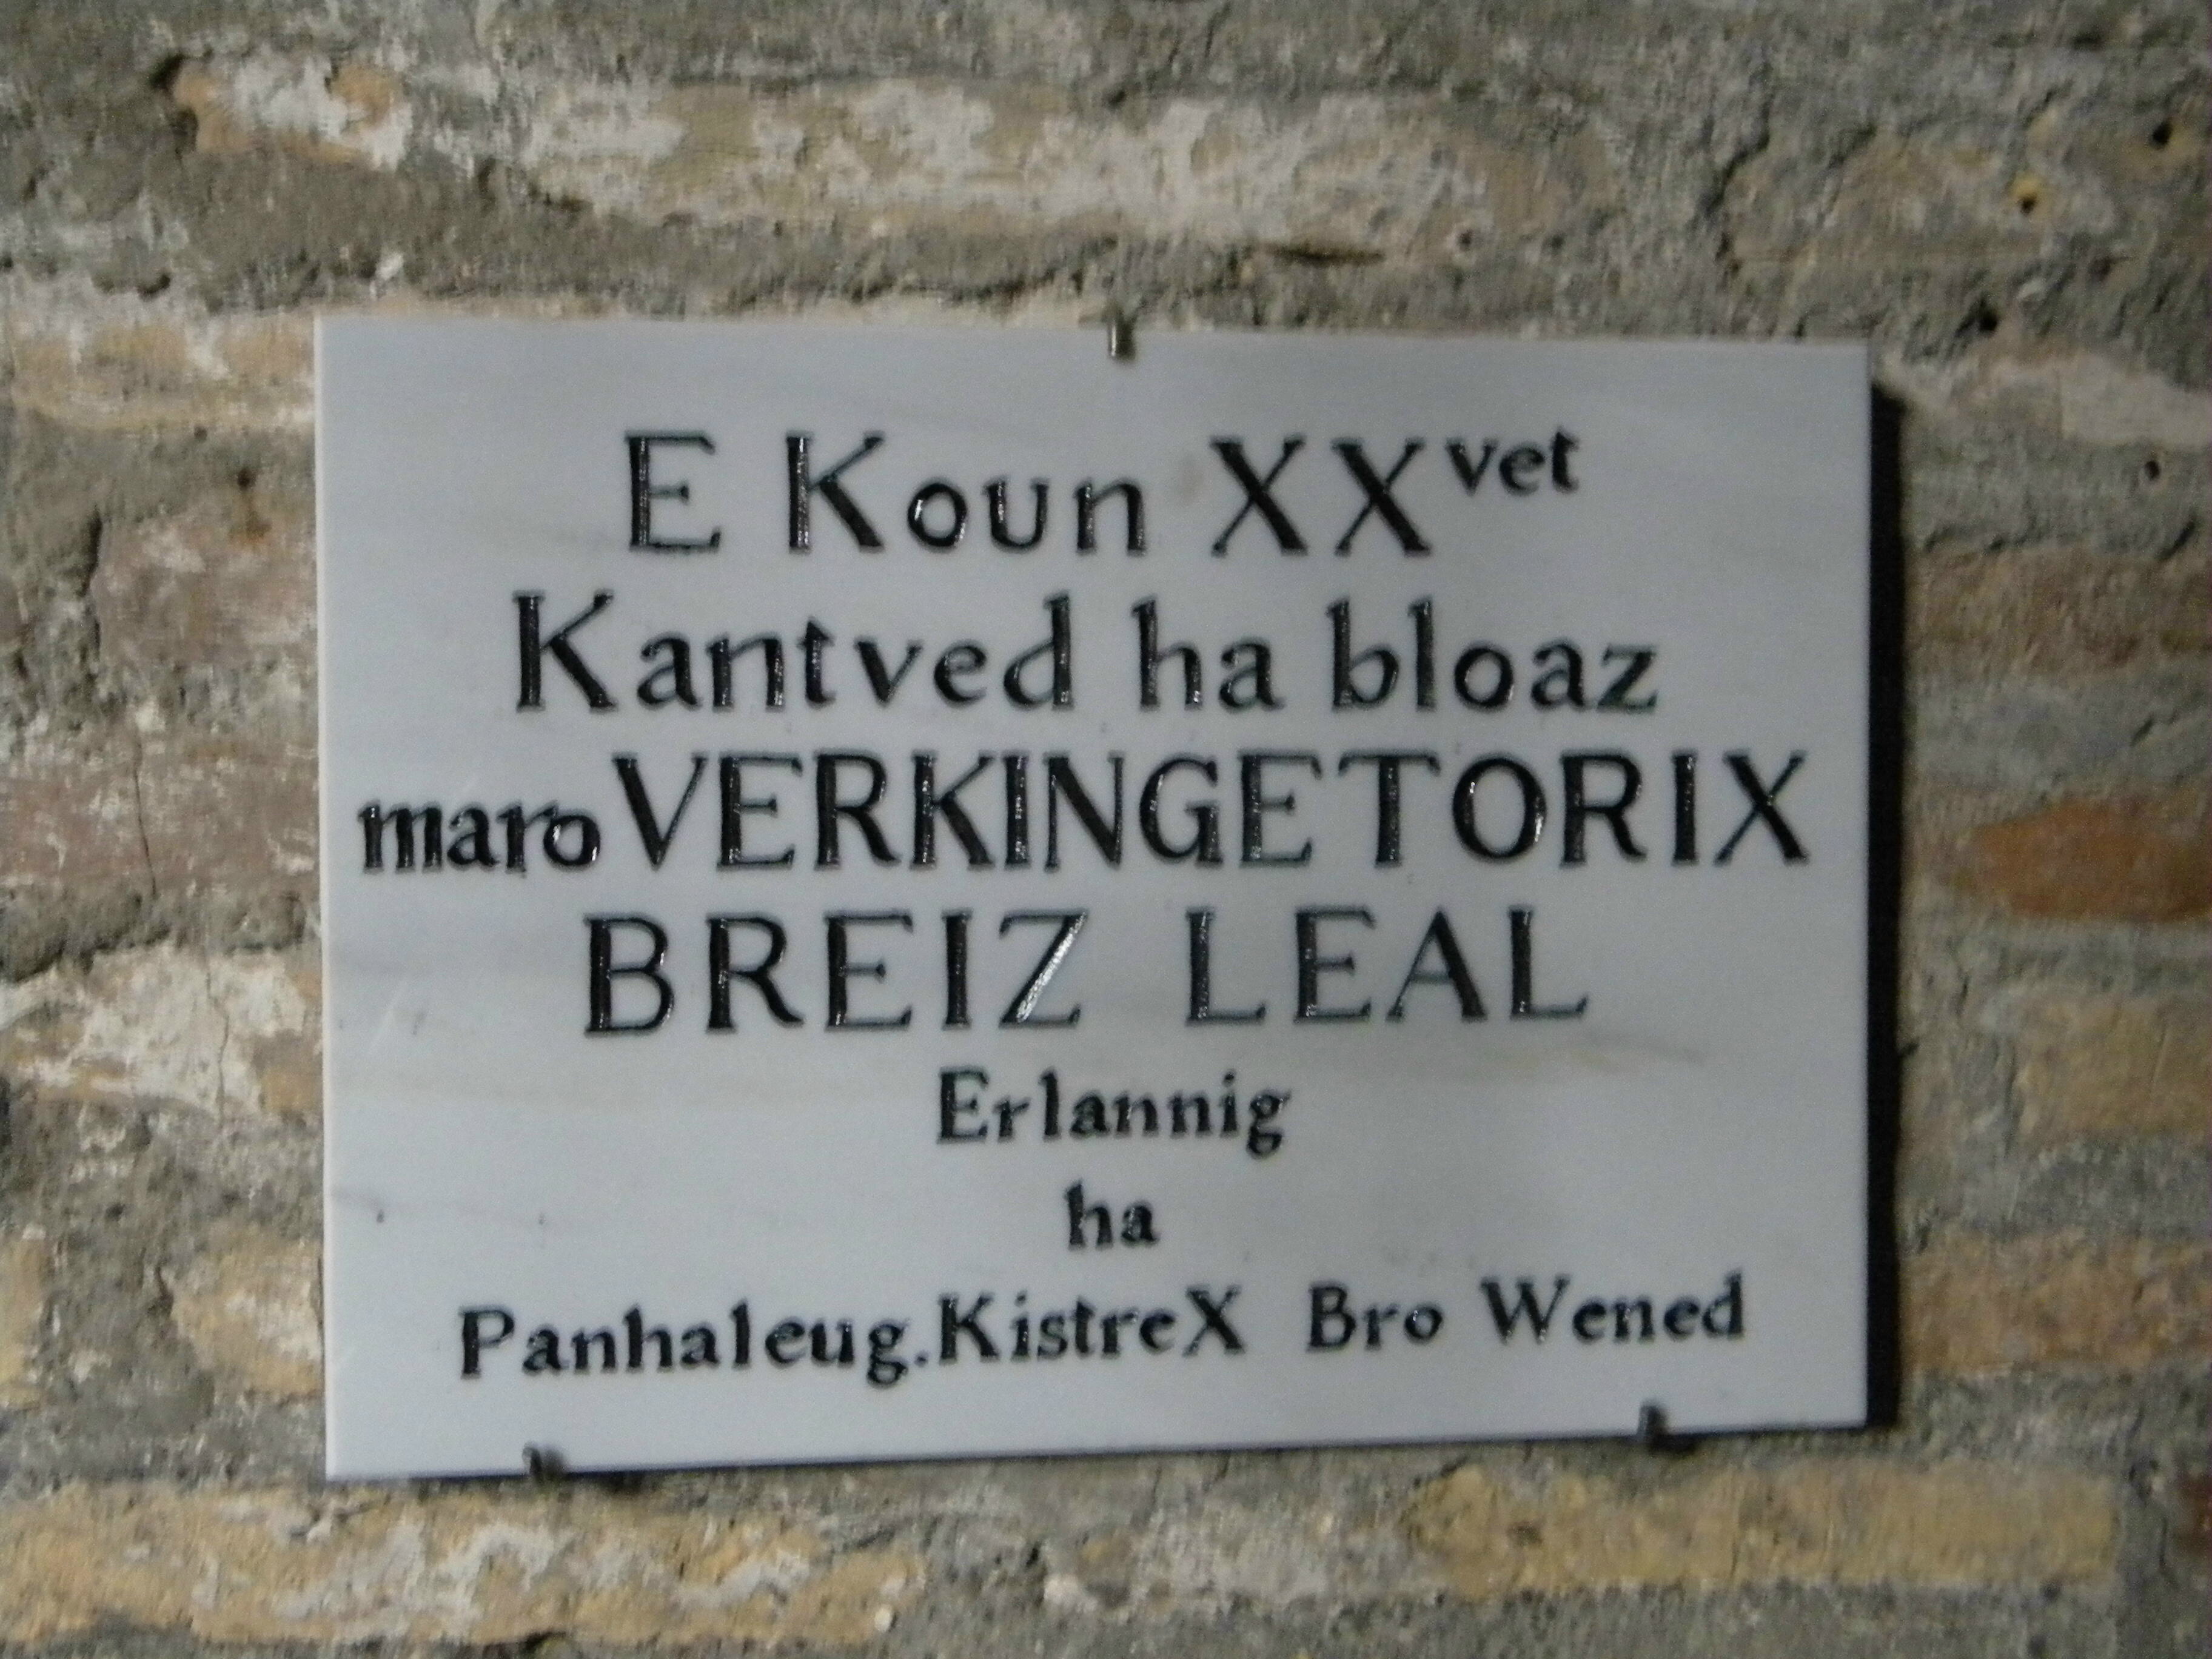 E Koun XXvet
Kantved ha bloaz
maro VERKINGETORIX
BREIZ LEAL
Erlannig
ha
Panhaleug. KistreX Bro Wened